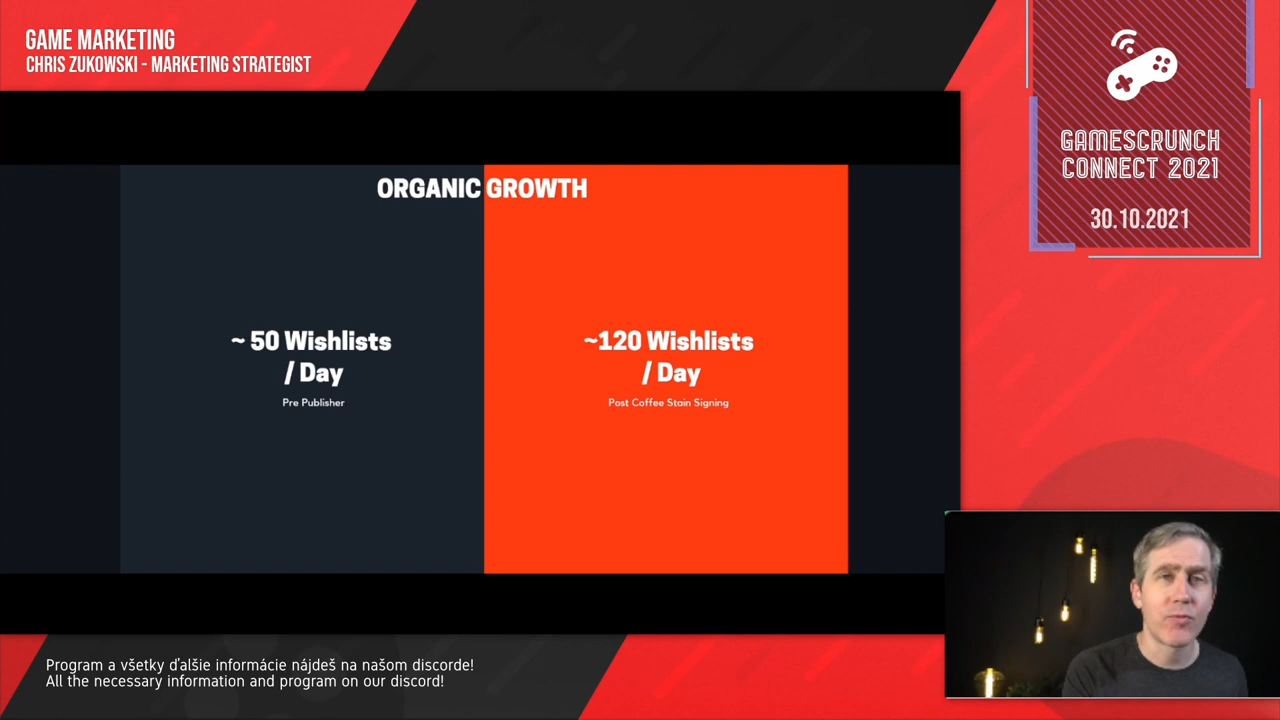 GAME MARKETING
CHRIS ZUKOWSKI - MARKETING STRATEGIST
GAMESCRUNCH
CONNECT 2021
30.10.2021
ORGANIC GROWTH
~ 50 Wishlists
/ Day
Pre Publisher
~120 Wishlists
/ Day
Post Coffee Stain Signing
Program a všetky ďalšie informácie nájdeš na našom discorde!
All the necessary information and program on our discord!